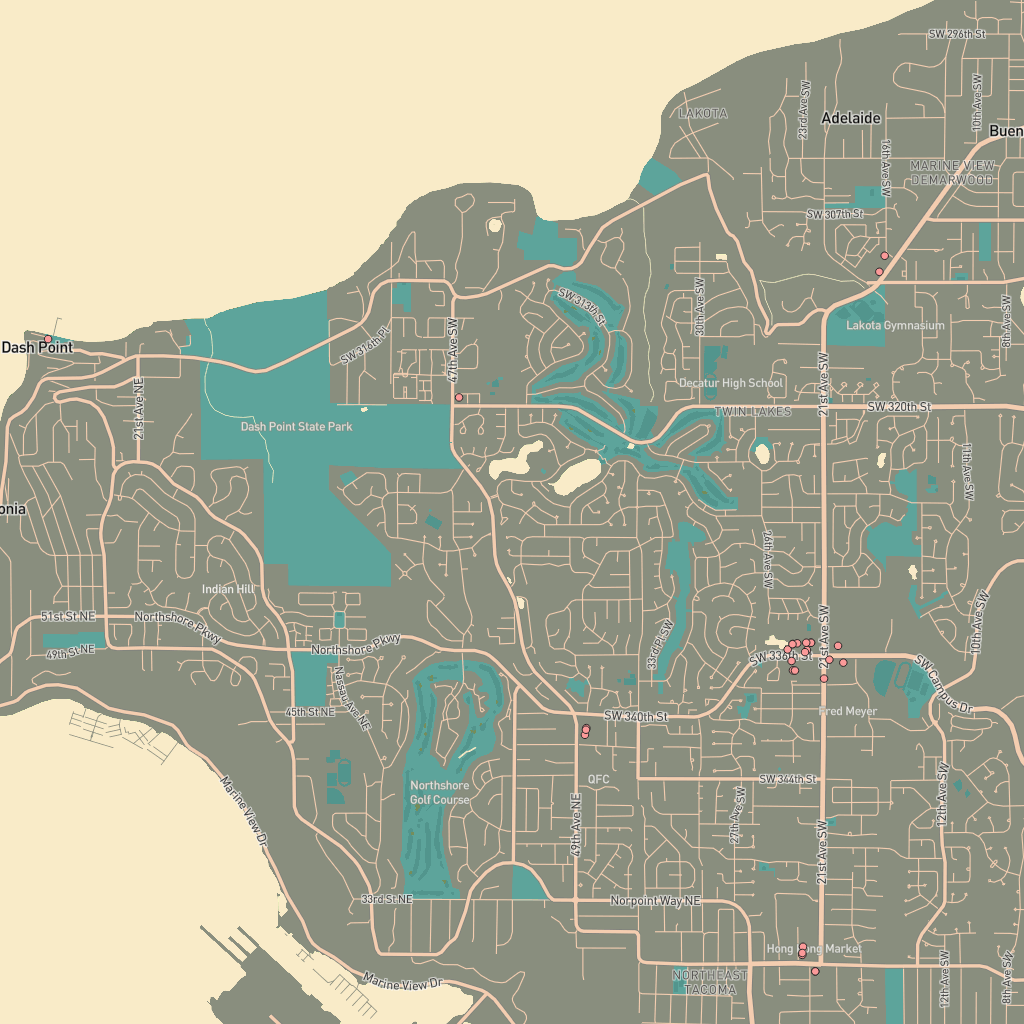 SW 296th St
LAKOTA
23rd Ave SW
Adelaide
10th Ave SW
Buen
16th Ave SW
MARINE VIEW
DEMARWOOD
SW 307th St
SW 313th St
30th Ave SW
Lakota Gymnasium
8th Ave SW
Dash Point
SW 316th Pl
47th Ave SW
21st Ave SW
Decatur High School
21st Ave NE
TWIN LAKES
SW 320th St
Dash Point State Park
11th Ave SW
onia
26th Ave SW
Indian Hill
51st St NE
Northshore Pkwy
49th St NE
Northshore Pkwy
33rd Pl SW
SW 336th St
21st Ave SW
10th Ave SW
SW Campus Dr
Nassau Ave NE
45th St NE
SW 340th St
Fred Meyer
Northshore
Golf Course
QFC
SW 344th St
12th Ave SW
Marine View Dr
49th Ave NE
27th Ave SW
21st Ave SW
33rd St NE
Norpoint Way NE
Hong Kong Market
NORTHEAST
TACOMA
Marine View Dr
12th Ave SW
8th Ave SW